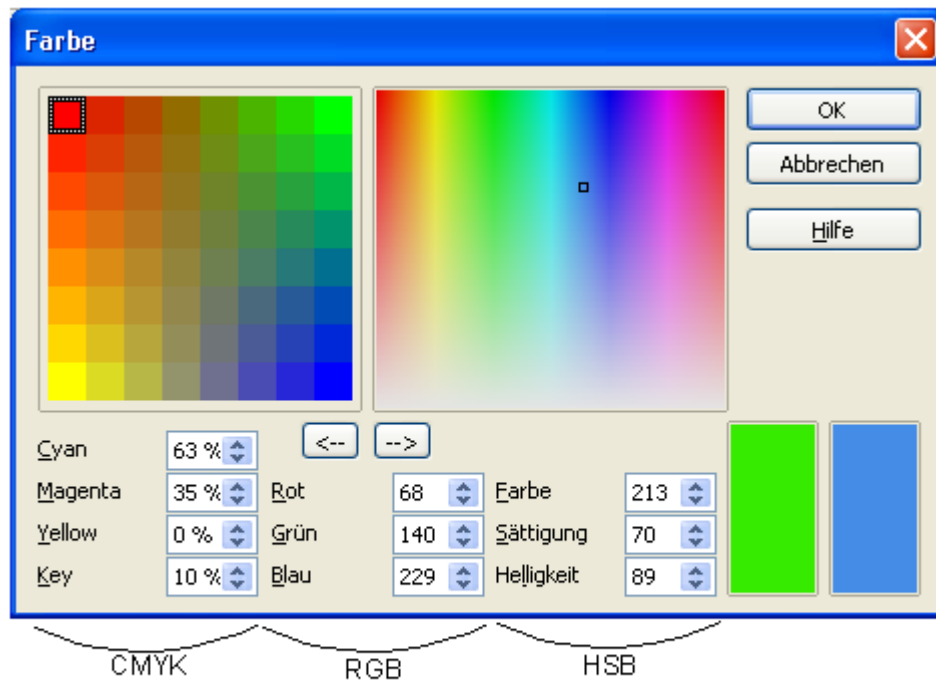 Farbe
OK
Abbrechen
Hilfe
<-- -->
Cyan 63 %
Magenta 35 % Rot 68 Farbe 213
Yellow 0 % Grün 140 Sättigung 70
Key 10 % Blau 229 Helligkeit 89
CMYK RGB HSB